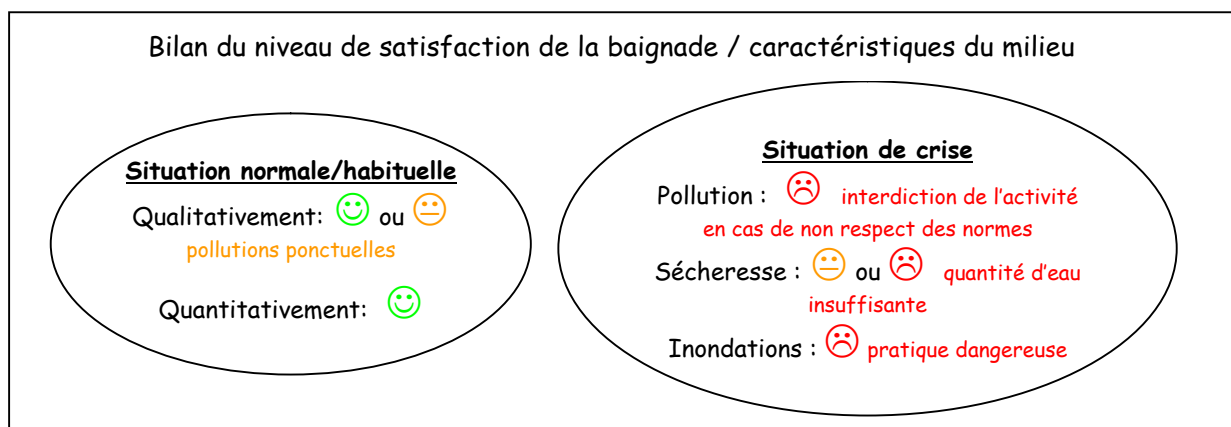 Bilan du niveau de satisfaction de la baignade / caractéristiques du milieu
Situation normale/habituelle
Qualitativement: ou
pollutions ponctuelles
Quantitativement:
Situation de crise
Pollution : interdiction de l'activité
en cas de non respect des normes
Sécheresse : ou quantité d'eau
insuffisante
Inondations : pratique dangereuse